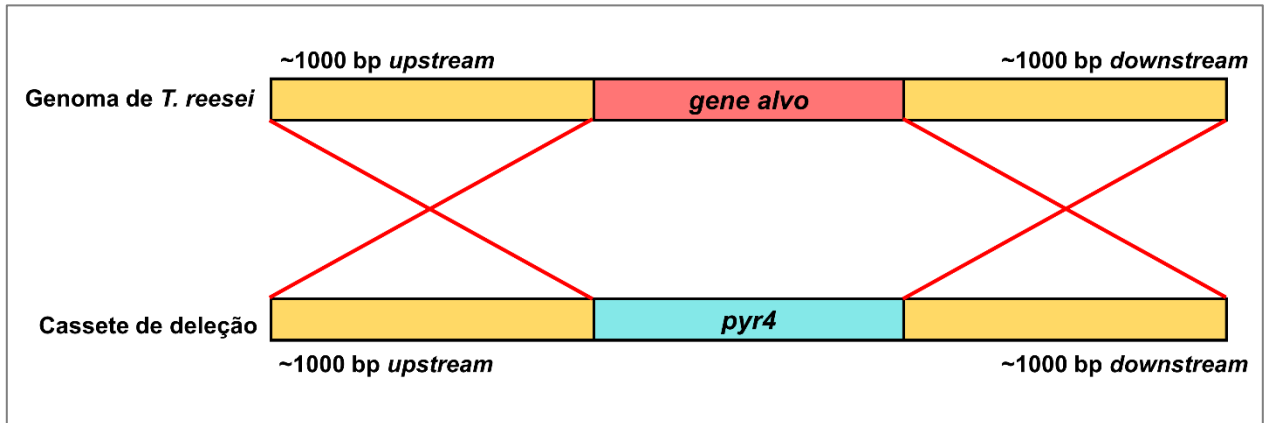 ~1000 bp upstream
~1000 bp downstream
Genoma de T. reesei
gene alvo
Cassete de deleção
pyr4
~1000 bp upstream
~1000 bp downstream